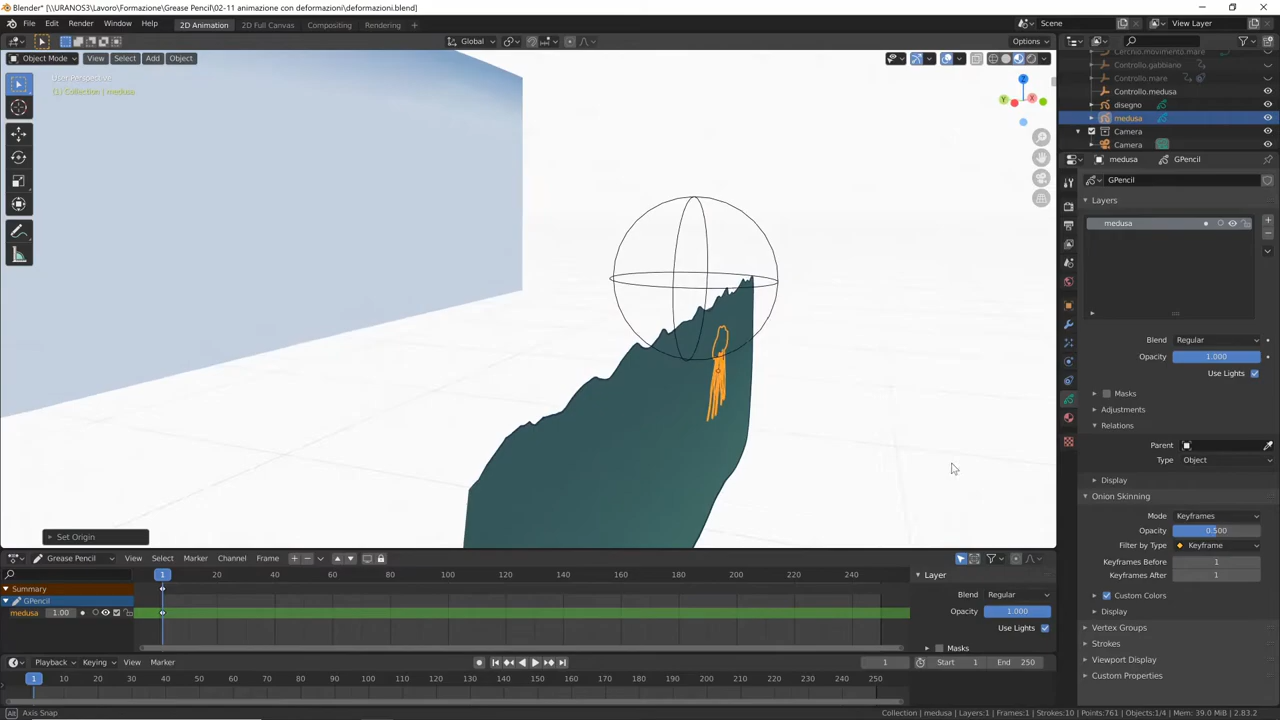 Blender* [\\URANOS3\Lavoro\Formazione\Grease Pencil\02-11 animazione con deformazioni\deformazioni.blend]
File Edit Render Window Help 2D Animation 2D Full Canvas Compositing Rendering Scene View Layer
Global Options
Object Mode View Select Add Object
User Perspective
(1) Collection | medusa
Z
Y X
Cerchio.movimento.mare
Controllo.gabbiano
Controllo.mare
Controllo.medusa
disegno
medusa
Camera
Camera
medusa GPencil
GPencil
Layers
medusa
Blend Regular
Opacity 1.000
Use Lights
Masks
Adjustments
Relations
Parent
Type Object
Display
Onion Skinning
Mode Keyframes
Opacity 0.500
Filter by Type Keyframe
Keyframes Before 1
Keyframes After 1
Custom Colors
Display
Vertex Groups
Strokes
Viewport Display
Custom Properties
Set Origin
Grease Pencil View Select Marker Channel Frame
1 20 40 60 80 100 120 140 160 180 200 220 240
Summary
GPencil
medusa 1.00
Layer
Blend Regular
Opacity 1.000
Use Lights
Masks
Playback Keying View Marker 1 Start 1 End 250
1 10 20 30 40 50 60 70 80 90 100 110 120 130 140 150 160 170 180 190 200 210 220 230 240 250
Axis Snap Collection | medusa | Layers:1 | Frames:1 | Strokes:10 | Points:761 | Objects:1/4 | Mem: 39.0 MiB | 2.83.2